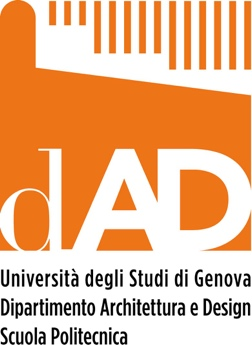 dAD
Università degli Studi di Genova
Dipartimento Architettura e Design
Scuola Politecnica